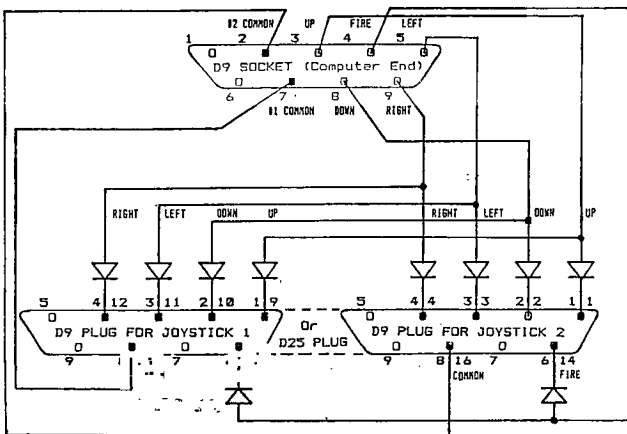 #2 COMMON UP FIRE LEFT
1 2 3 4 5
D9 SOCKET (Computer End)
6 7 8 9
#1 COMMON DOWN RIGHT
RIGHT LEFT DOWN UP RIGHT LEFT DOWN UP
5 4 12 3 11 2 10 1 9 5 4 4 3 3 2 2 1 1
D9 PLUG FOR JOYSTICK 1 Or D9 PLUG FOR JOYSTICK 2
D25 PLUG
9 7 9 8 16 7 6 14
COMMON FIRE